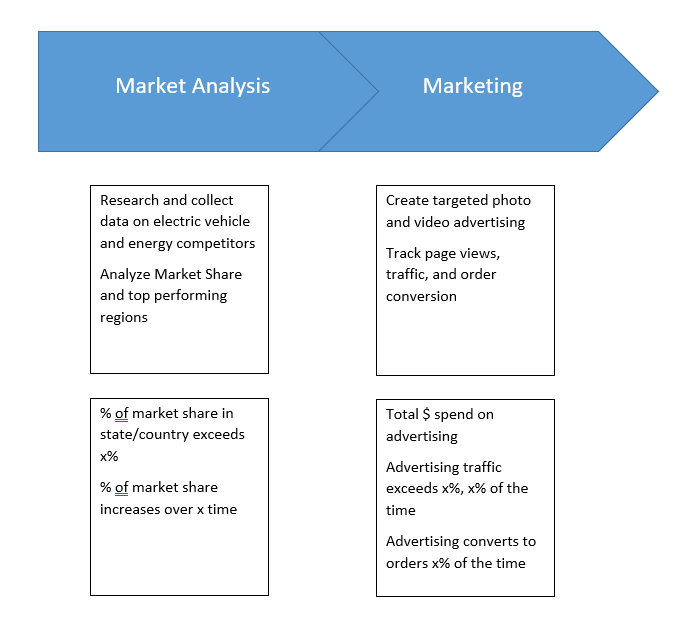 Market Analysis
Marketing
Research and collect
data on electric vehicle
and energy competitors
Analyze Market Share
and top performing
regions
Create targeted photo
and video advertising
Track page views,
traffic, and order
conversion
% of market share in
state/country exceeds
x%
% of market share
increases over x time
Total $ spend on
advertising
Advertising traffic
exceeds x%, x% of the
time
Advertising converts to
orders x% of the time